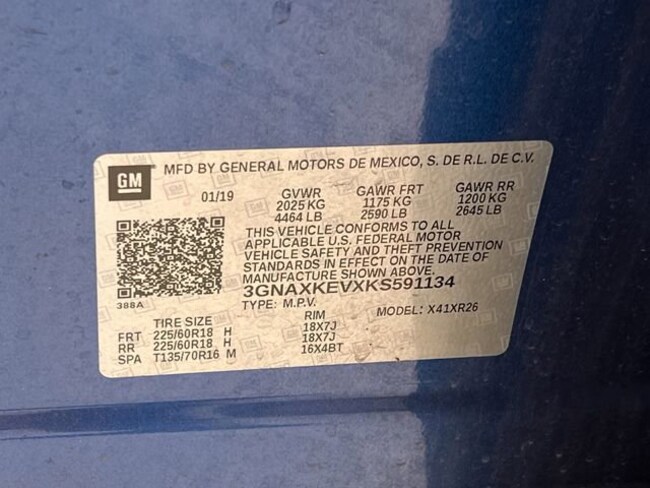 GM
MFD BY GENERAL MOTORS DE MEXICO, S. DE R.L. DE C.V.
01/19 GVWR GAWR FRT GAWR RR
2025 KG 1175 KG 1200 KG
4464 LB 2590 LB 2645 LB
THIS VEHICLE CONFORMS TO ALL
APPLICABLE U.S. FEDERAL MOTOR
VEHICLE SAFETY AND THEFT PREVENTION
STANDARDS IN EFFECT ON THE DATE OF
MANUFACTURE SHOWN ABOVE.
3GNAXKEVXKS591134
388A
TYPE: M.P.V. MODEL: X41XR26
TIRE SIZE RIM
FRT 225/60R18 H 18X7J
RR 225/60R18 H 18X7J
SPA T135/70R16 M 16X4BT